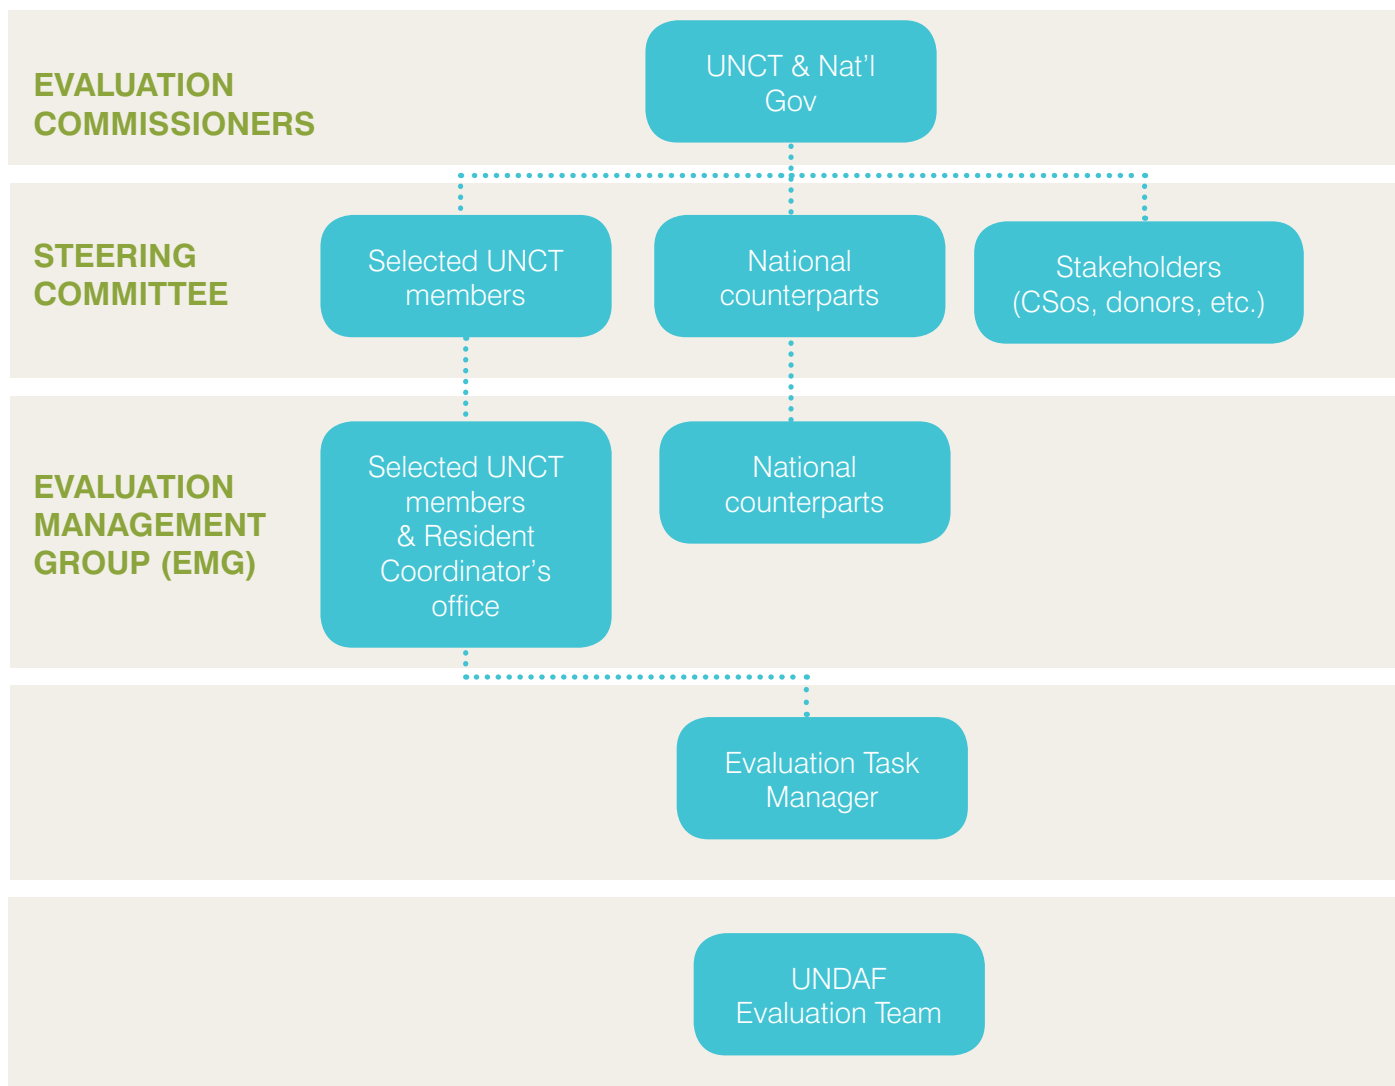 EVALUATION
COMMISSIONERS
UNCT & Nat'l
Gov
STEERING
COMMITTEE
Selected UNCT
members
National
counterparts
Stakeholders
(CSos, donors, etc.)
EVALUATION
MANAGEMENT
GROUP (EMG)
Selected UNCT
members
& Resident
Coordinator's
office
National
counterparts
Evaluation Task
Manager
UNDAF
Evaluation Team